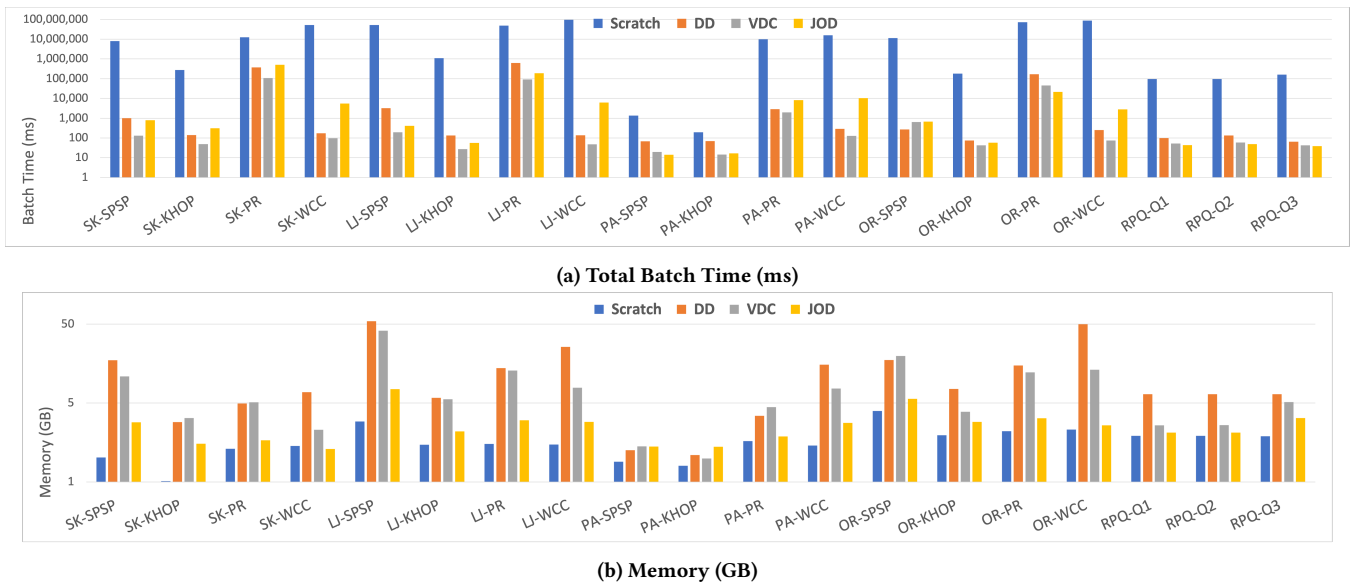 100,000,000
Scratch DD VDC JOD
10,000,000
1,000,000
100,000
10,000
1,000
100
10
1
Batch Time (ms)
SK-SPSP SK-KHOP SK-PR SK-WCC LJ-SPSP LJ-KHOP LJ-PR LJ-WCC PA-SPSP PA-KHOP PA-PR PA-WCC OR-SPSP OR-KHOP OR-PR OR-WCC RPQ-Q1 RPQ-Q2 RPQ-Q3
(a) Total Batch Time (ms)
Scratch DD VDC JOD
50
5
1
Memory (GB)
SK-SPSP SK-KHOP SK-PR SK-WCC LJ-SPSP LJ-KHOP LJ-PR LJ-WCC PA-SPSP PA-KHOP PA-PR PA-WCC OR-SPSP OR-KHOP OR-PR OR-WCC RPQ-Q1 RPQ-Q2 RPQ-Q3
(b) Memory (GB)